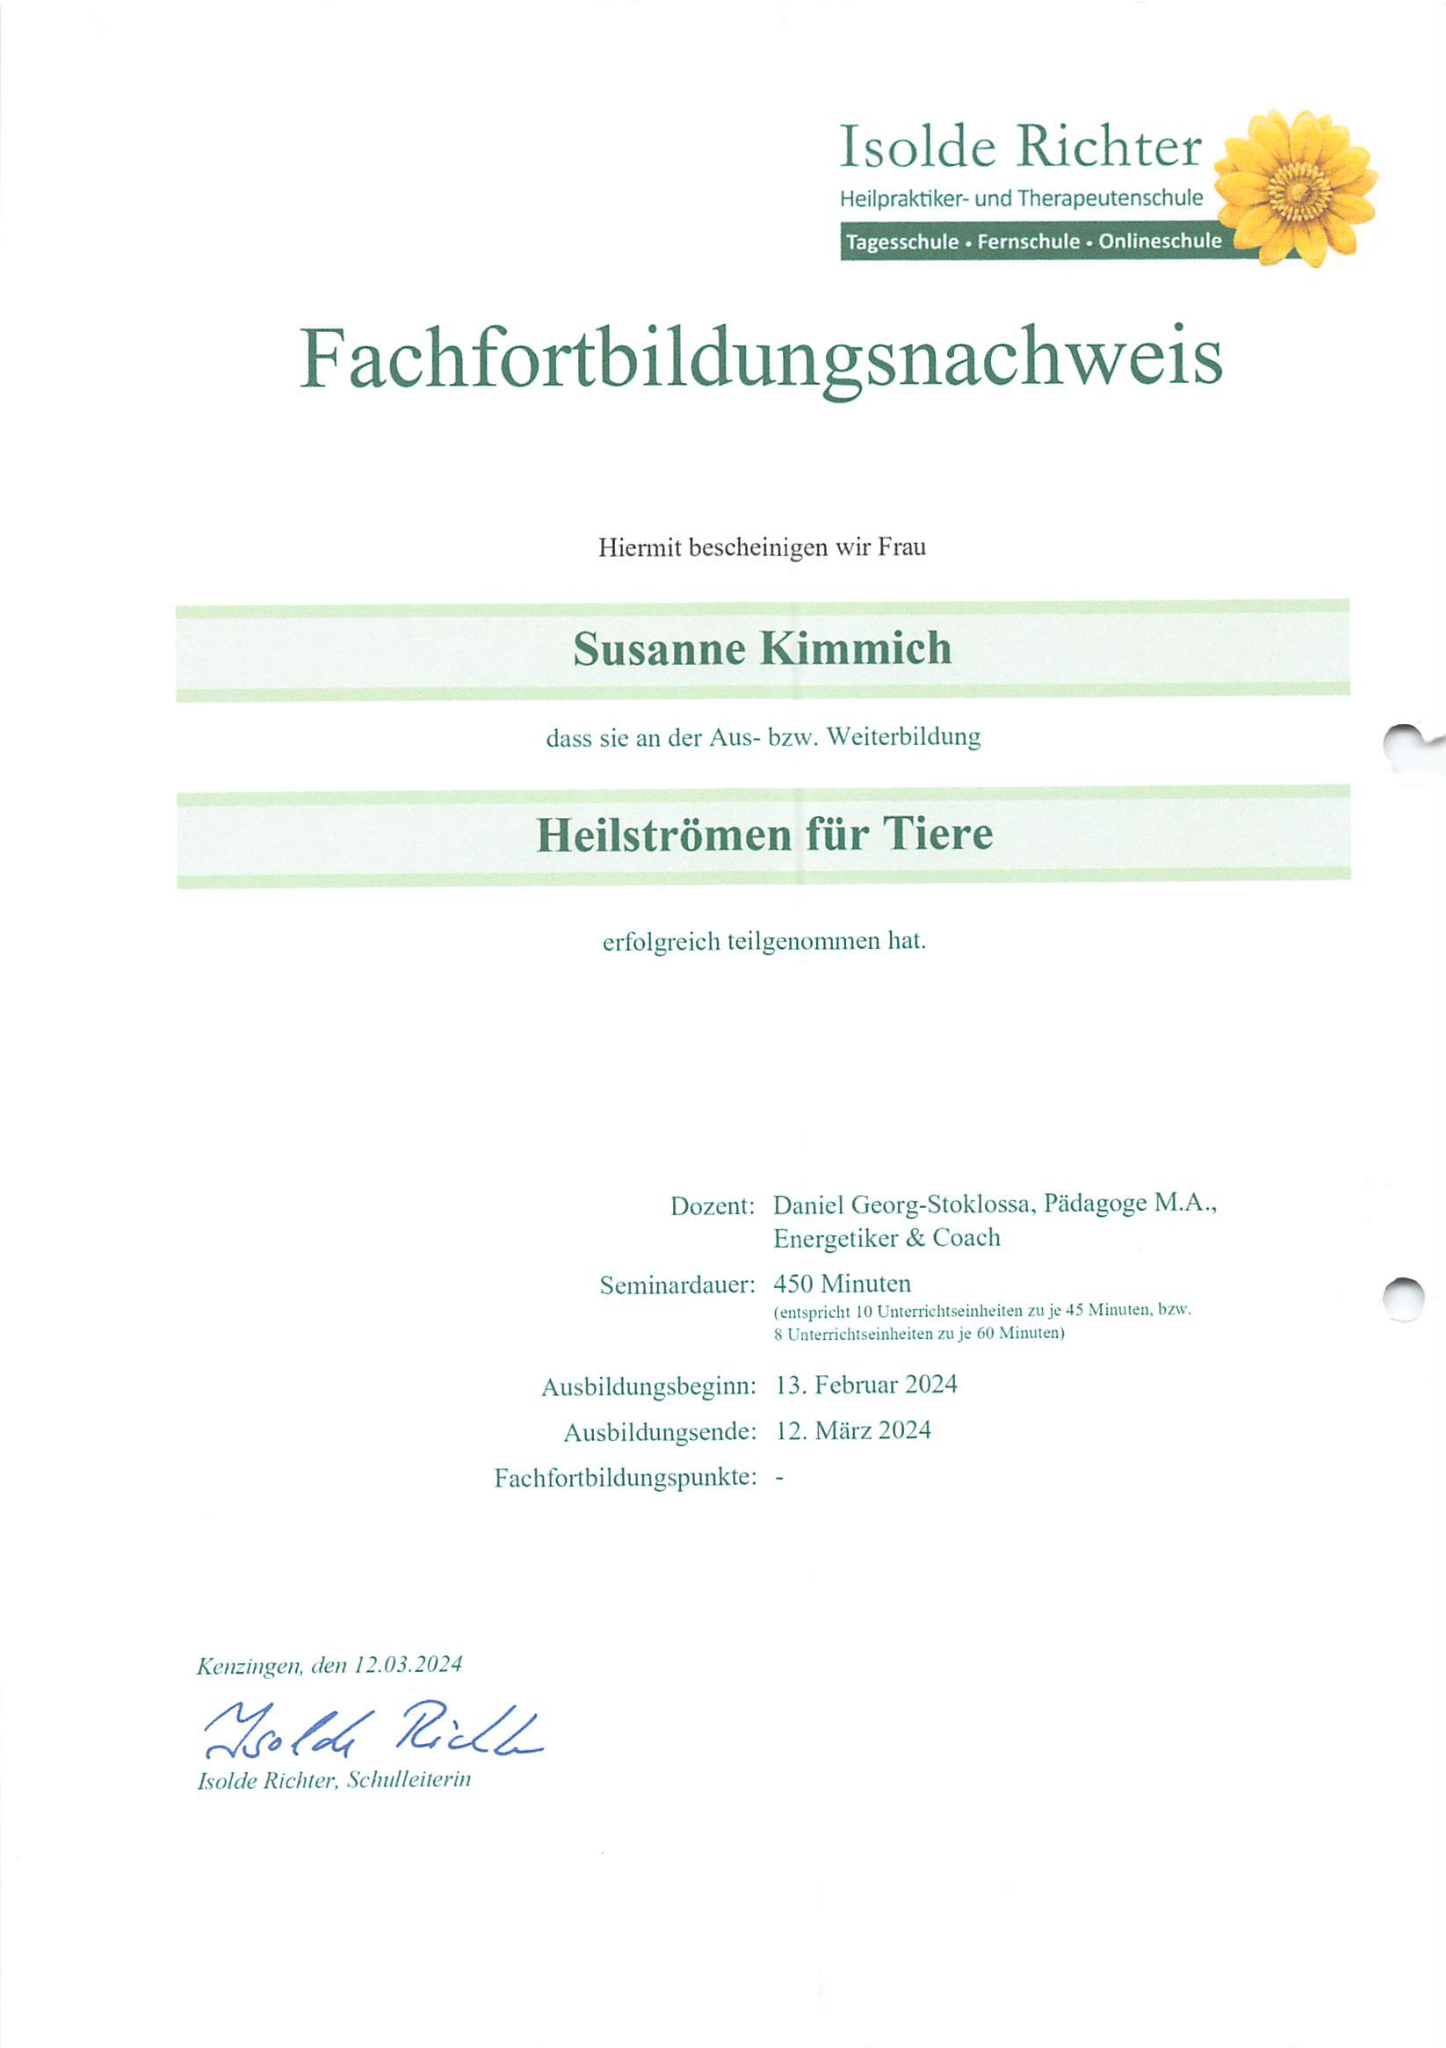 Isolde Richter
Heilpraktiker- und Therapeutenschule
Tagesschule • Fernschule • Onlineschule
Fachfortbildungsnachweis
Hiermit bescheinigen wir Frau
Susanne Kimmich
dass sie an der Aus- bzw. Weiterbildung
Heilströmen für Tiere
erfolgreich teilgenommen hat.
Dozent: Daniel Georg-Stoklossa, Pädagoge M.A.,
Energetiker & Coach
Seminardauer: 450 Minuten
(entspricht 10 Unterrichtseinheiten zu je 45 Minuten, bzw.
8 Unterrichtseinheiten zu je 60 Minuten)
Ausbildungsbeginn: 13. Februar 2024
Ausbildungsende: 12. März 2024
Fachfortbildungspunkte: -
Kenzingen, den 12.03.2024
Isolde Richter
Isolde Richter, Schulleiterin